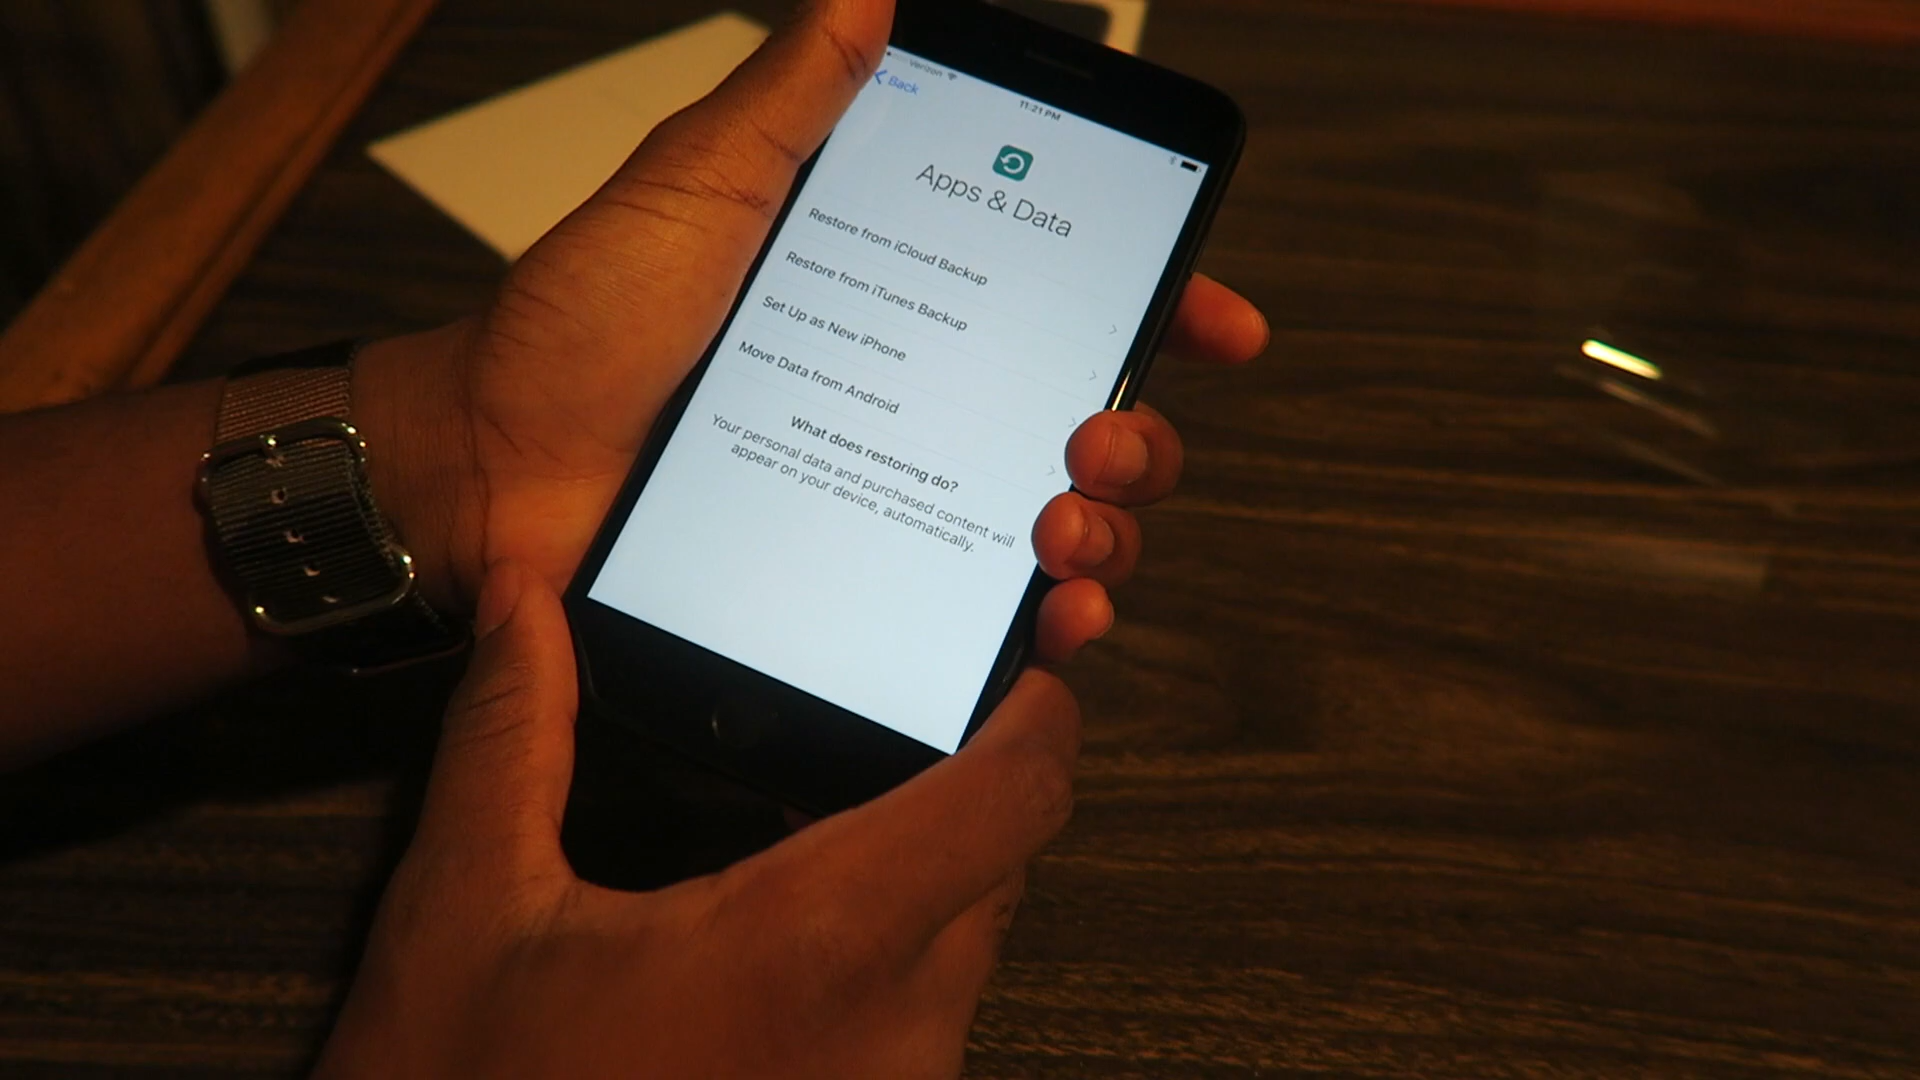 Verizon
Back
11:21 PM
Apps & Data
Restore from iCloud Backup
Restore from iTunes Backup
Set Up as New iPhone
Move Data from Android
What does restoring do?
Your personal data and purchased content will
appear on your device, automatically.